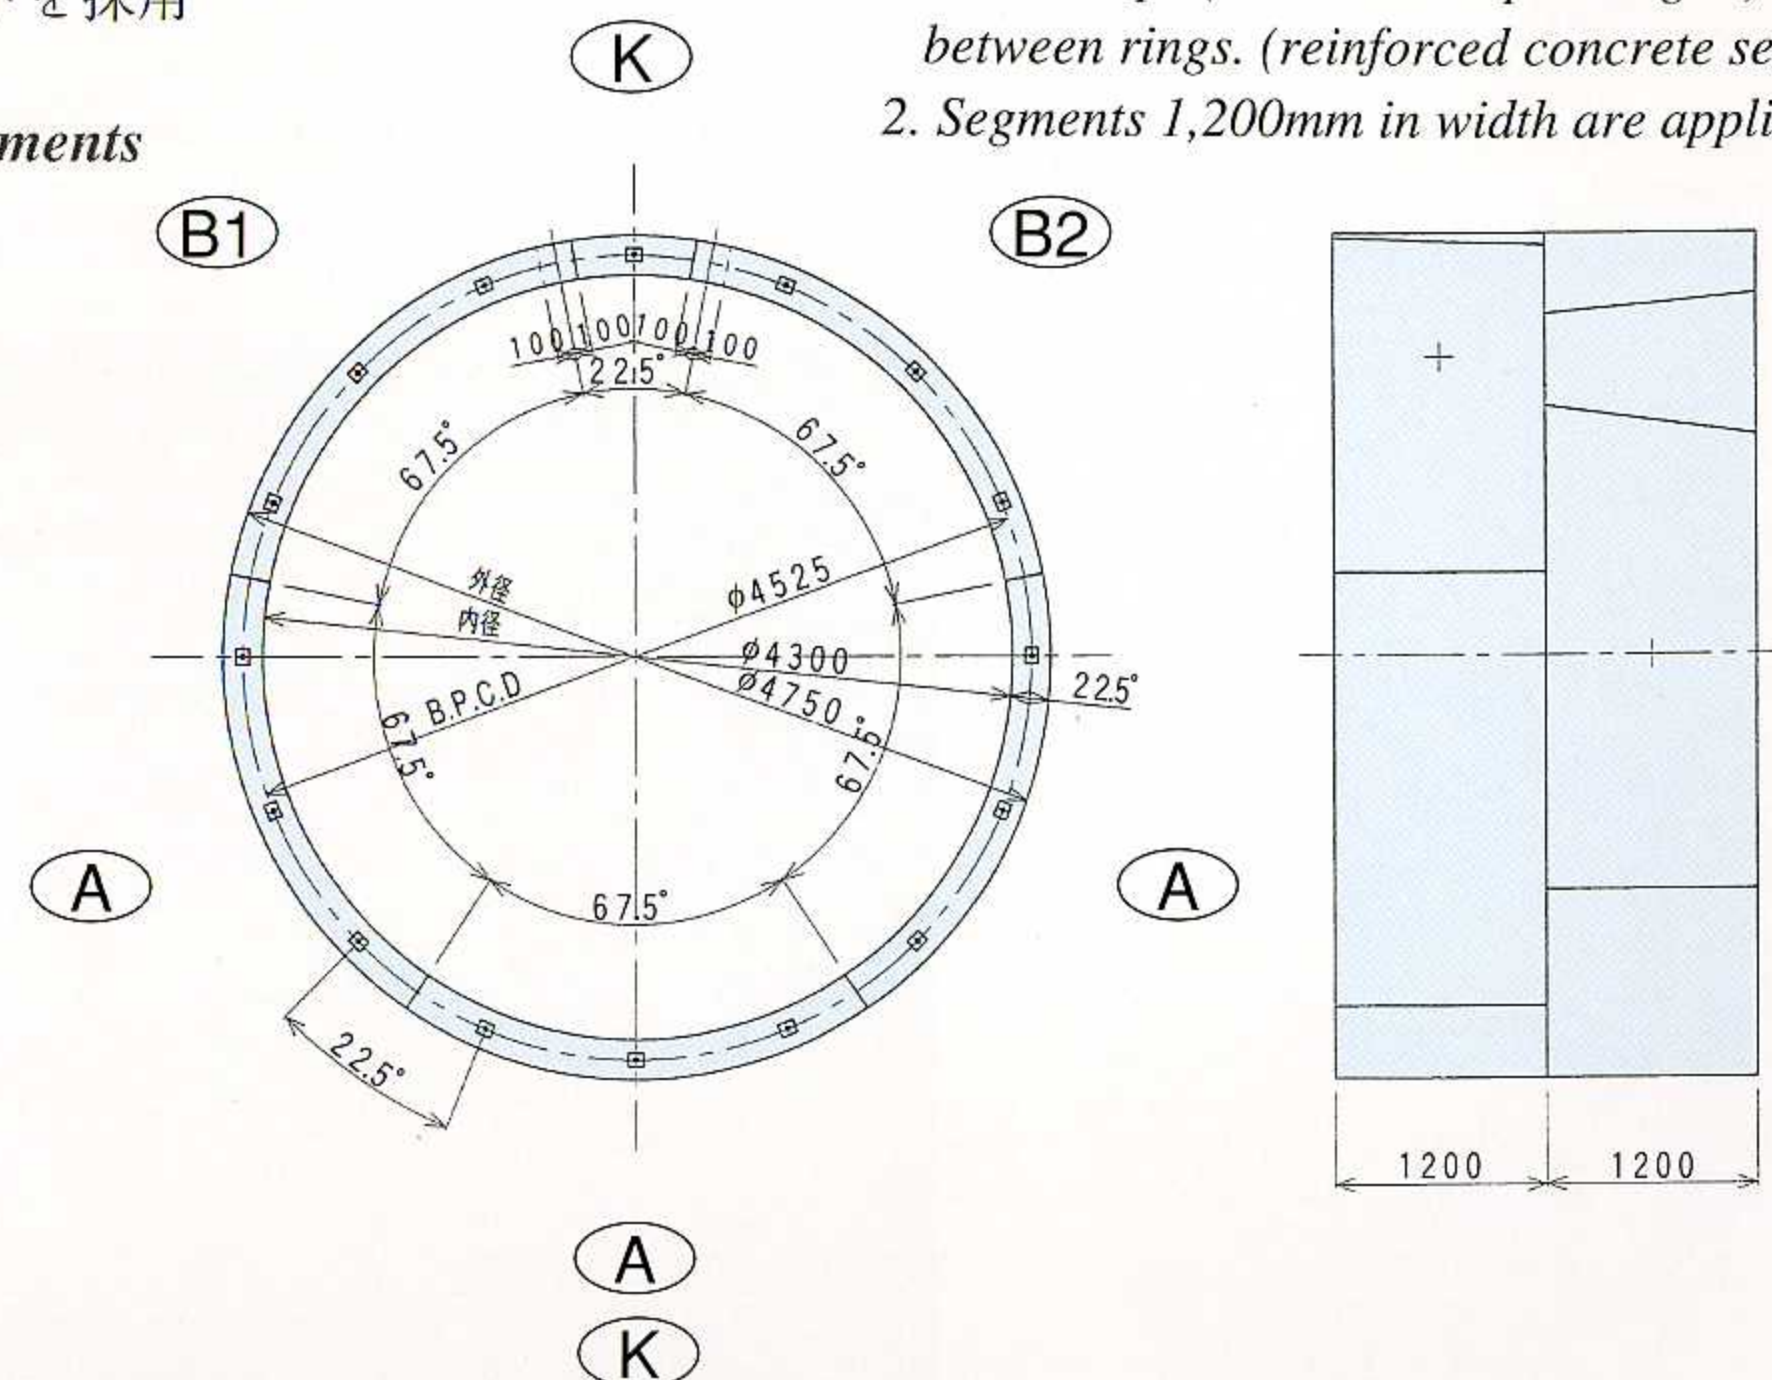 を採用
K
between rings. (reinforced concrete se
2. Segments 1,200mm in width are appli
ments
B1
B2
100 100 100 100
22.5°
67.5°
67.5°
外径
内径
φ4525
φ4300
φ4750
22.5°
B.P.C.D
67.5°
67.5°
A
A
67.5°
22.5°
1200
1200
A
K